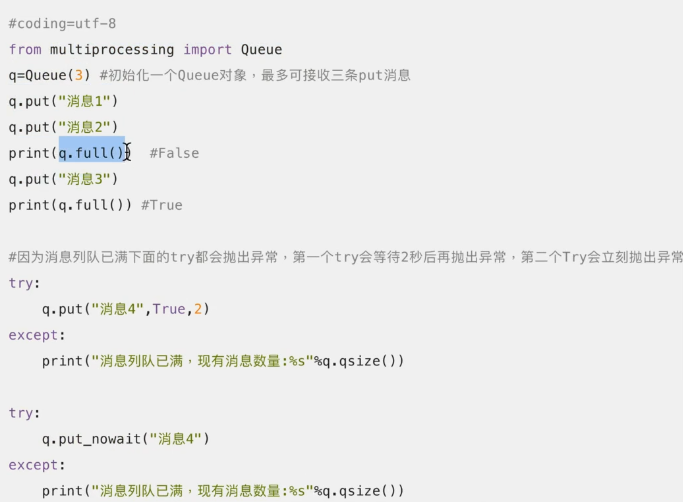 #coding=utf-8
from multiprocessing import Queue
q=Queue(3) #初始化一个Queue对象，最多可接收三条put消息
q.put("消息1")
q.put("消息2")
print(q.full())  #False
q.put("消息3")
print(q.full()) #True
#因为消息列队已满下面的try都会抛出异常，第一个try会等待2秒后再抛出异常，第二个Try会立刻抛出异常
try:
    q.put("消息4",True,2)
except:
    print("消息列队已满，现有消息数量:%s"%q.qsize())
try:
    q.put_nowait("消息4")
except:
    print("消息列队已满，现有消息数量:%s"%q.qsize())